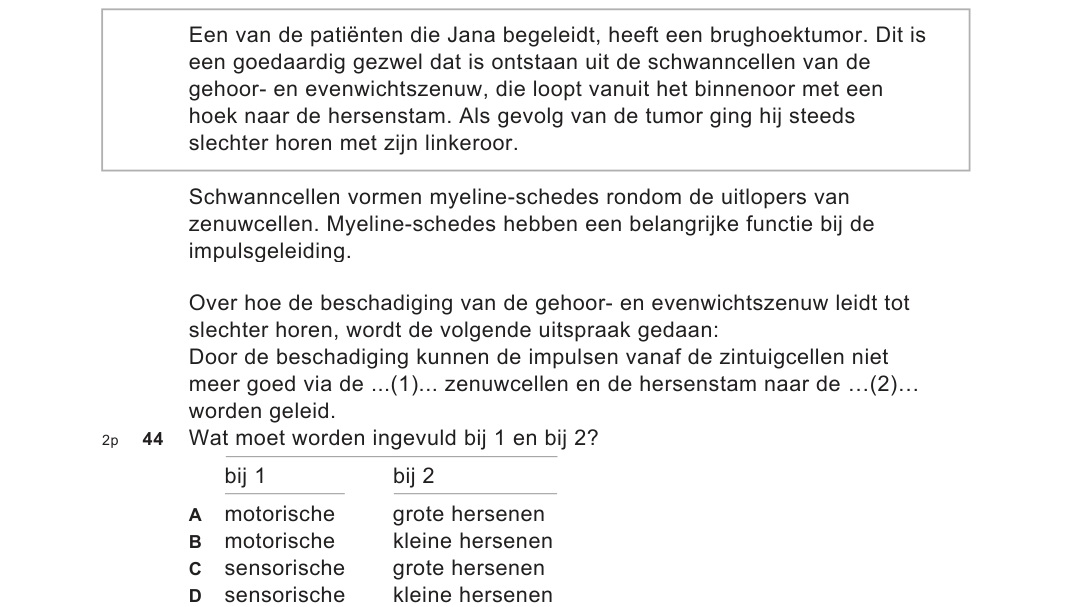 Een van de patiënten die Jana begeleidt, heeft een brughoektumor. Dit is
een goedaardig gezwel dat is ontstaan uit de schwanncellen van de
gehoor- en evenwichtszenuw, die loopt vanuit het binnenoor met een
hoek naar de hersenstam. Als gevolg van de tumor ging hij steeds
slechter horen met zijn linkeroor.
Schwanncellen vormen myeline-schedes rondom de uitlopers van
zenuwcellen. Myeline-schedes hebben een belangrijke functie bij de
impulsgeleiding.
Over hoe de beschadiging van de gehoor- en evenwichtszenuw leidt tot
slechter horen, wordt de volgende uitspraak gedaan:
Door de beschadiging kunnen de impulsen vanaf de zintuigcellen niet
meer goed via de ...(1)... zenuwcellen en de hersenstam naar de …(2)…
worden geleid.
2p 44 Wat moet worden ingevuld bij 1 en bij 2?
bij 1 bij 2
A motorische grote hersenen
B motorische kleine hersenen
C sensorische grote hersenen
D sensorische kleine hersenen